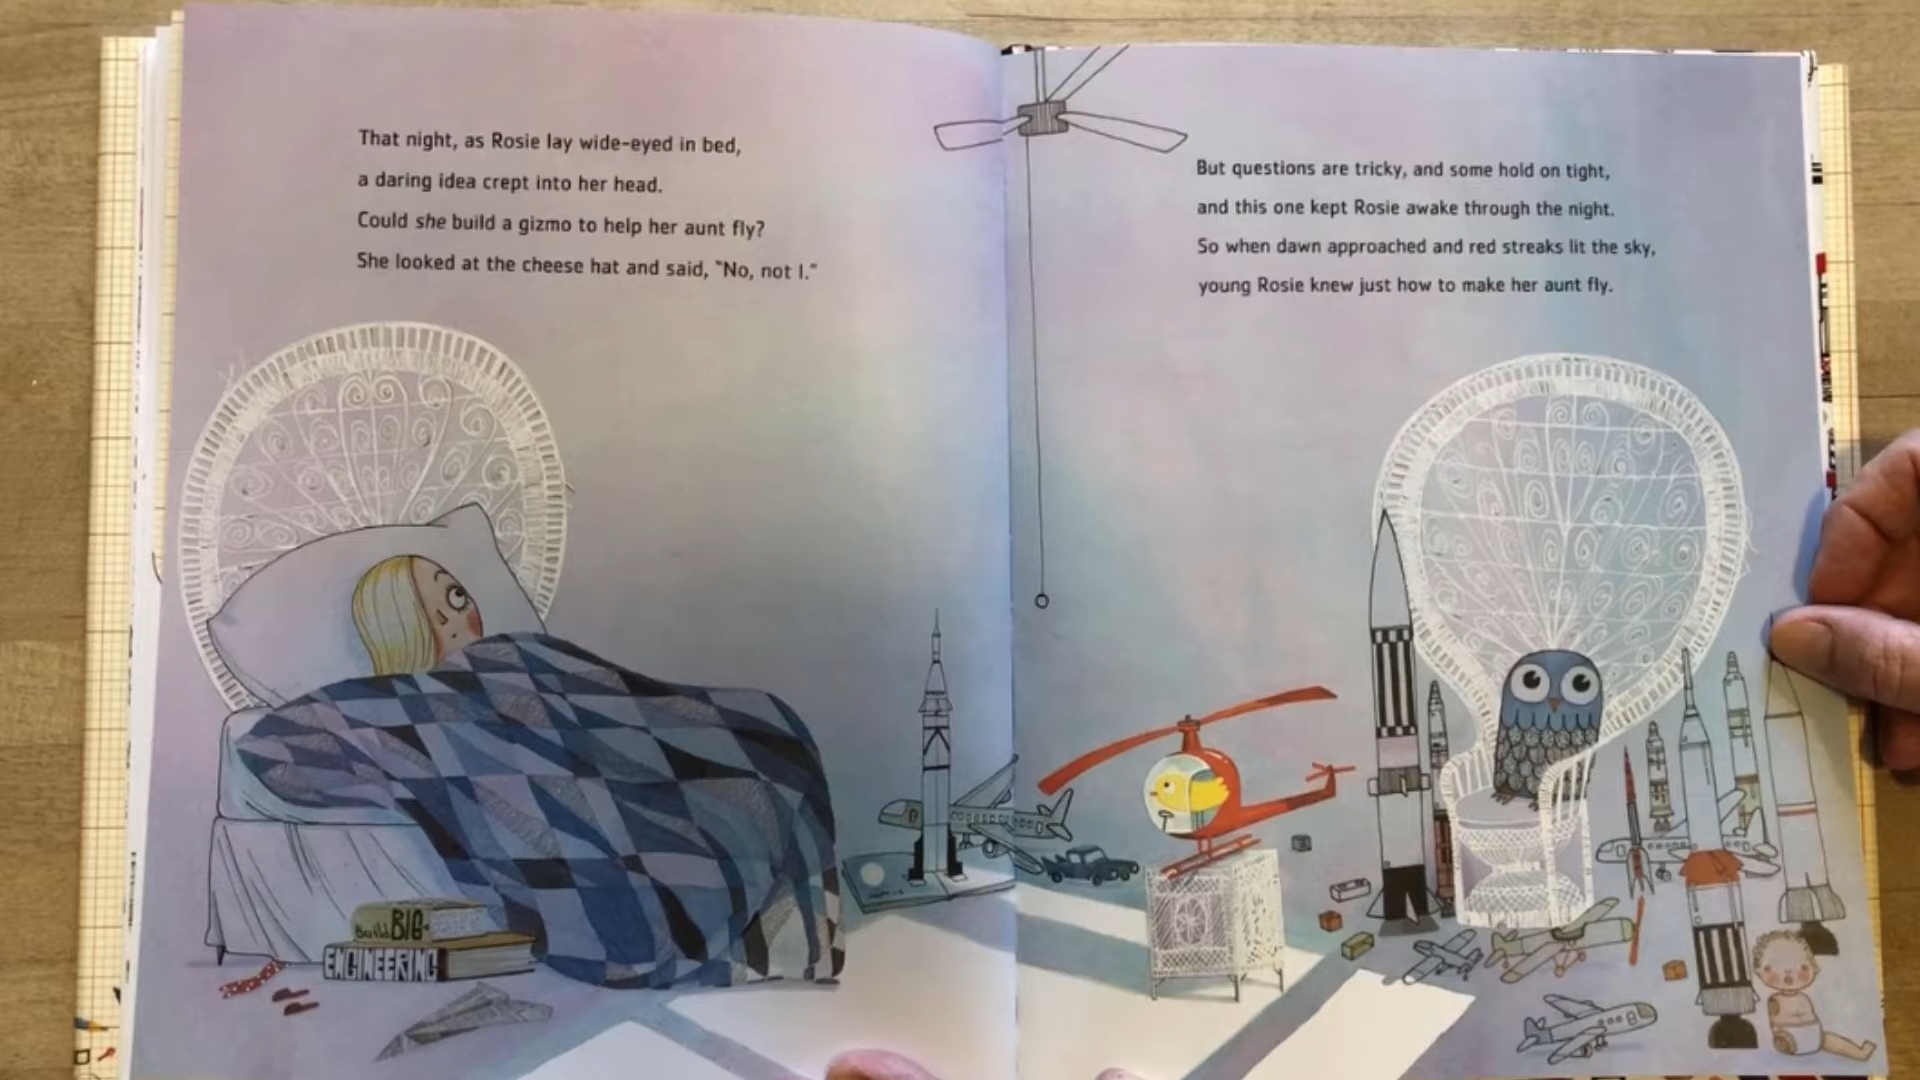 That night, as Rosie lay wide-eyed in bed,
a daring idea crept into her head.
Could she build a gizmo to help her aunt fly?
She looked at the cheese hat and said, "No, not I."
But questions are tricky, and some hold on tight,
and this one kept Rosie awake through the night.
So when dawn approached and red streaks lit the sky,
young Rosie knew just how to make her aunt fly.
Build BIG
ENGINEERING